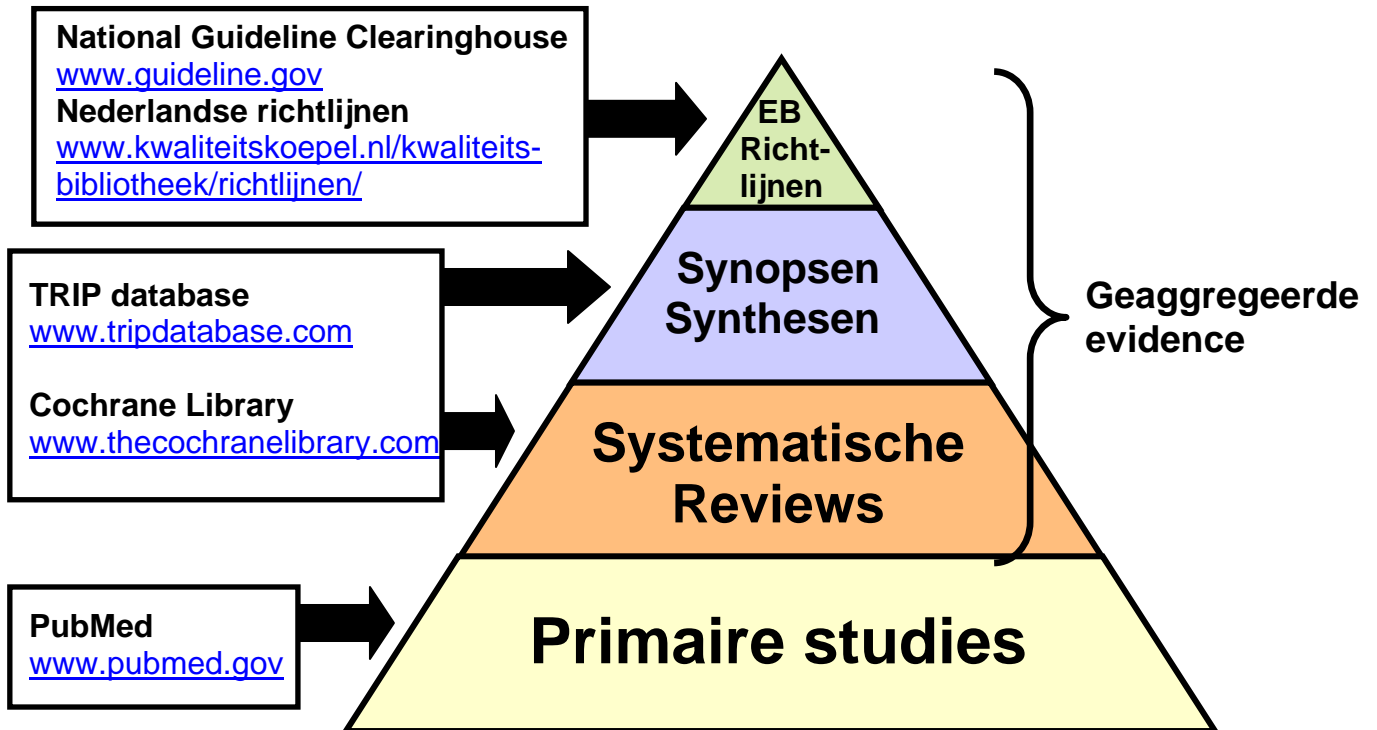 National Guideline Clearinghouse
www.guideline.gov
Nederlandse richtlijnen
www.kwaliteitskoepel.nl/kwaliteits-
bibliotheek/richtlijnen/
EB
Richt-
lijnen
TRIP database
www.tripdatabase.com
Cochrane Library
www.thecochranelibrary.com
Synopsen
Synthesen
Geaggregeerde
evidence
Systematische
Reviews
PubMed
www.pubmed.gov
Primaire studies